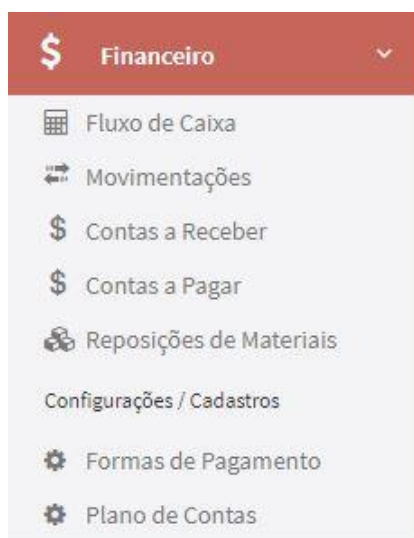 Financeiro
Fluxo de Caixa
Movimentações
Contas a Receber
Contas a Pagar
Reposições de Materiais
Configurações / Cadastros
Formas de Pagamento
Plano de Contas